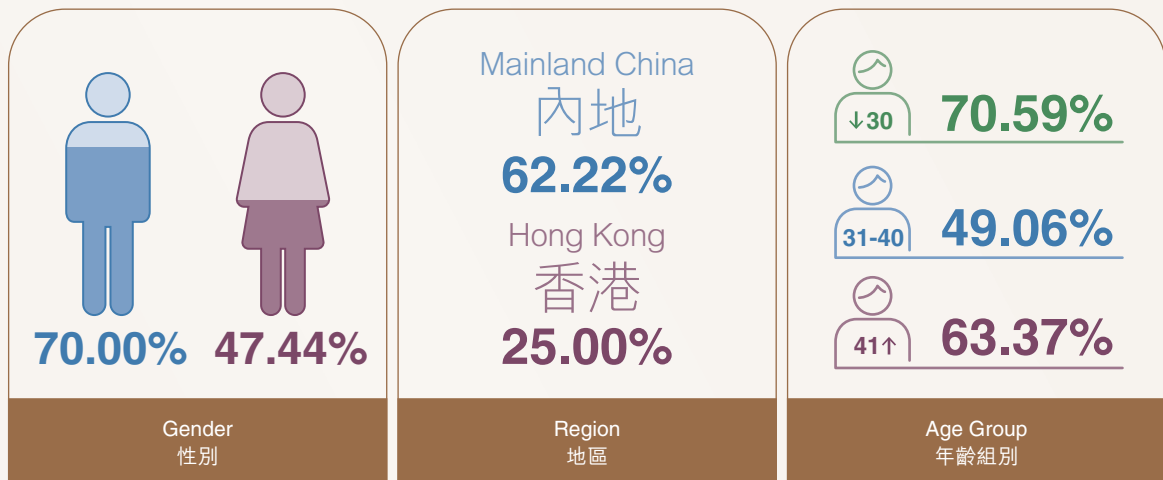 70.00% 47.44%
Gender
性別
Mainland China
內地
62.22%
Hong Kong
香港
25.00%
Region
地區
↓30 70.59%
31-40 49.06%
41↑ 63.37%
Age Group
年齡組別